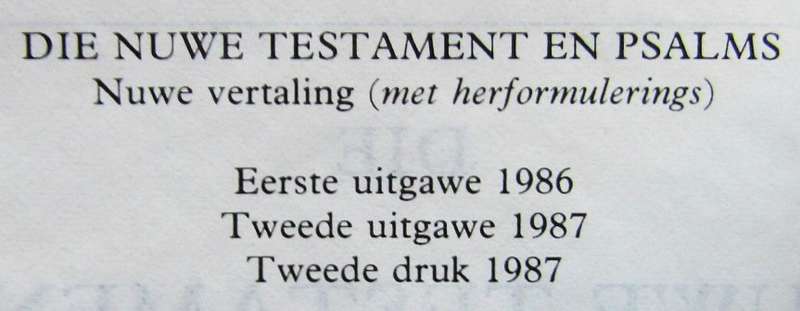 DIE NUWE TESTAMENT EN PSALMS
Nuwe vertaling (met herformulerings)
Eerste uitgawe 1986
Tweede uitgawe 1987
Tweede druk 1987